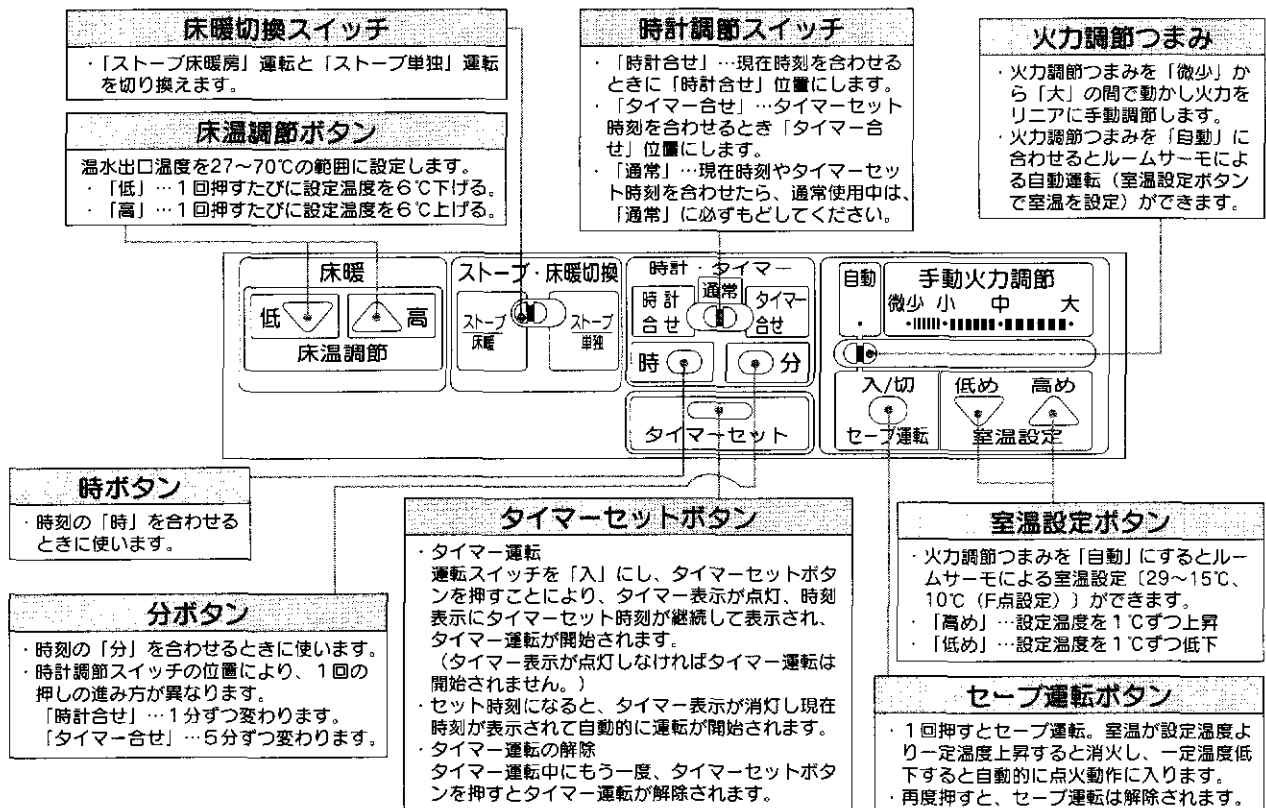 床暖切換スイッチ
・「ストーブ床暖房」運転と「ストーブ単独」運転
を切り換えます。
床温調節ボタン
温水出口温度を27～70℃の範囲に設定します。
・「低」…1回押すたびに設定温度を6℃下げる。
・「高」…1回押すたびに設定温度を6℃上げる。
時計調節スイッチ
・「時計合せ」…現在時刻を合わせる
ときに「時計合せ」位置にします。
・「タイマー合せ」…タイマーセット
時刻を合わせるとき「タイマー合
せ」位置にします。
・「通常」…現在時刻やタイマーセッ
ト時刻を合わせたら、通常使用中は、
「通常」に必ずもどしてください。
火力調節つまみ
・火力調節つまみを「微少」か
ら「大」の間で動かし火力を
リニアに手動調節します。
・火力調節つまみを「自動」に
合わせるとルームサーモによ
る自動運転（室温設定ボタン
で室温を設定）ができます。
床暖
低 高
床温調節
ストーブ・床暖切換
ストーブ
床暖
ストーブ
単独
時計・タイマー
時計
合せ
通常
タイマー
合せ
時 分
タイマーセット
自動
手動火力調節
微少 小 中 大
入/切
セーブ運転
低め 高め
室温設定
時ボタン
・時刻の「時」を合わせる
ときに使います。
分ボタン
・時刻の「分」を合わせるときに使います。
・時計調節スイッチの位置により、1回の
押しの進み方が異なります。
「時計合せ」…1分ずつ変わります。
「タイマー合せ」…5分ずつ変わります。
タイマーセットボタン
・タイマー運転
運転スイッチを「入」にし、タイマーセットボタ
ンを押すことにより、タイマー表示が点灯、時刻
表示にタイマーセット時刻が継続して表示され、
タイマー運転が開始されます。
（タイマー表示が点灯しなければタイマー運転は
開始されません。）
・セット時刻になると、タイマー表示が消灯し現在
時刻が表示されて自動的に運転が開始されます。
・タイマー運転の解除
タイマー運転中にもう一度、タイマーセットボタ
ンを押すとタイマー運転が解除されます。
室温設定ボタン
・火力調節つまみを「自動」にするとルー
ムサーモによる室温設定〔29～15℃、
10℃（F点設定）〕ができます。
・「高め」…設定温度を1℃ずつ上昇
・「低め」…設定温度を1℃ずつ低下
セーブ運転ボタン
・1回押すとセーブ運転。室温が設定温度よ
り一定温度上昇すると消火し、一定温度低
下すると自動的に点火動作に入ります。
・再度押すと、セーブ運転は解除されます。